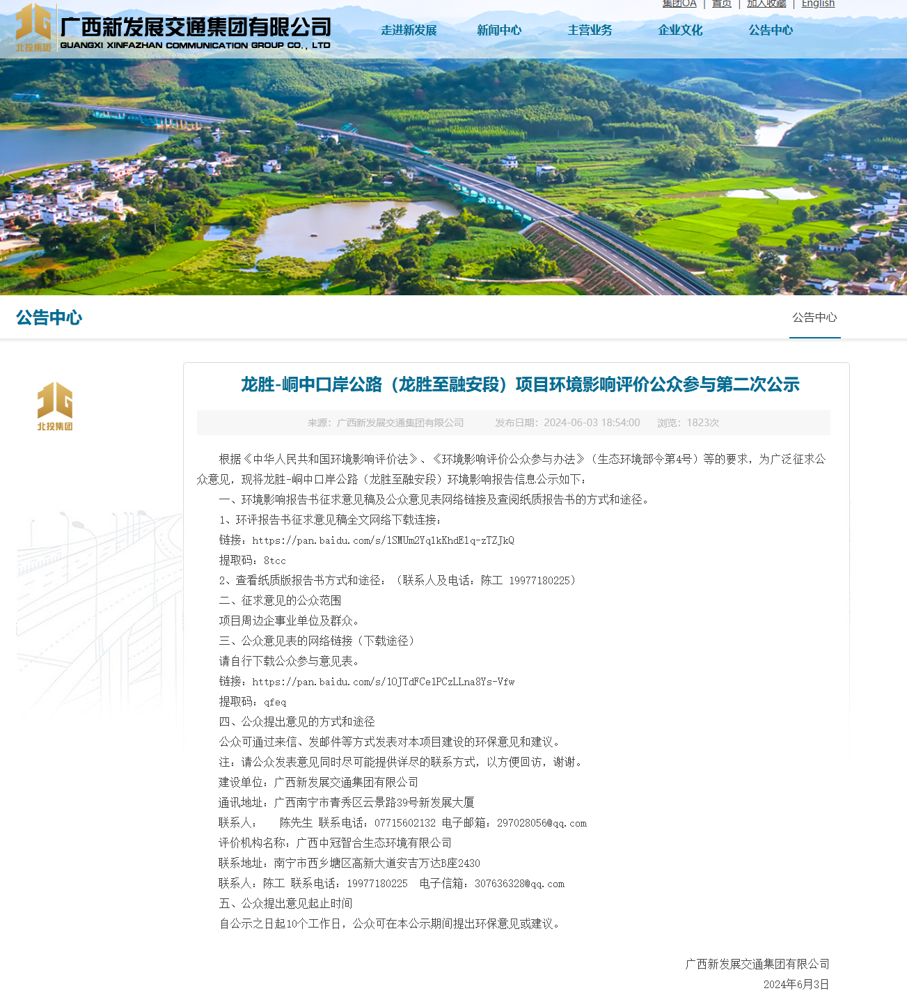 集团OA | 首页 | 加入收藏 | English
北投集团
广西新发展交通集团有限公司
GUANGXI XINFAZHAN COMMUNICATION GROUP CO., LTD
走进新发展 新闻中心 主营业务 企业文化 公告中心
公告中心
公告中心
北投集团
龙胜-峒中口岸公路（龙胜至融安段）项目环境影响评价公众参与第二次公示
来源：广西新发展交通集团有限公司 发布日期：2024-06-03 18:54:00 浏览：1823次
根据《中华人民共和国环境影响评价法》、《环境影响评价公众参与办法》（生态环境部令第4号）等的要求，为广泛征求公
众意见，现将龙胜-峒中口岸公路（龙胜至融安段）环境影响报告信息公示如下：
一、环境影响报告书征求意见稿及公众意见表网络链接及查阅纸质报告书的方式和途径。
1、环评报告书征求意见稿全文网络下载连接：
链接：https://pan.baidu.com/s/1SMUm2Yq1kKhdElq-zTZJkQ
提取码：8tcc
2、查看纸质版报告书方式和途径：（联系人及电话：陈工 19977180225）
二、征求意见的公众范围
项目周边企事业单位及群众。
三、公众意见表的网络链接（下载途径）
请自行下载公众参与意见表。
链接：https://pan.baidu.com/s/1OJTdFCe1PCzLLna8Ys-Vfw
提取码：qfeq
四、公众提出意见的方式和途径
公众可通过来信、发邮件等方式发表对本项目建设的环保意见和建议。
注：请公众发表意见同时尽可能提供详尽的联系方式，以方便回访，谢谢。
建设单位：广西新发展交通集团有限公司
通讯地址：广西南宁市青秀区云景路39号新发展大厦
联系人： 陈先生 联系电话：07715602132 电子邮箱：297028056@qq.com
评价机构名称：广西中冠智合生态环境有限公司
联系地址：南宁市西乡塘区高新大道安吉万达B座2430
联系人：陈工 联系电话：19977180225 电子信箱：307636328@qq.com
五、公众提出意见起止时间
自公示之日起10个工作日，公众可在本公示期间提出环保意见或建议。
广西新发展交通集团有限公司
2024年6月3日